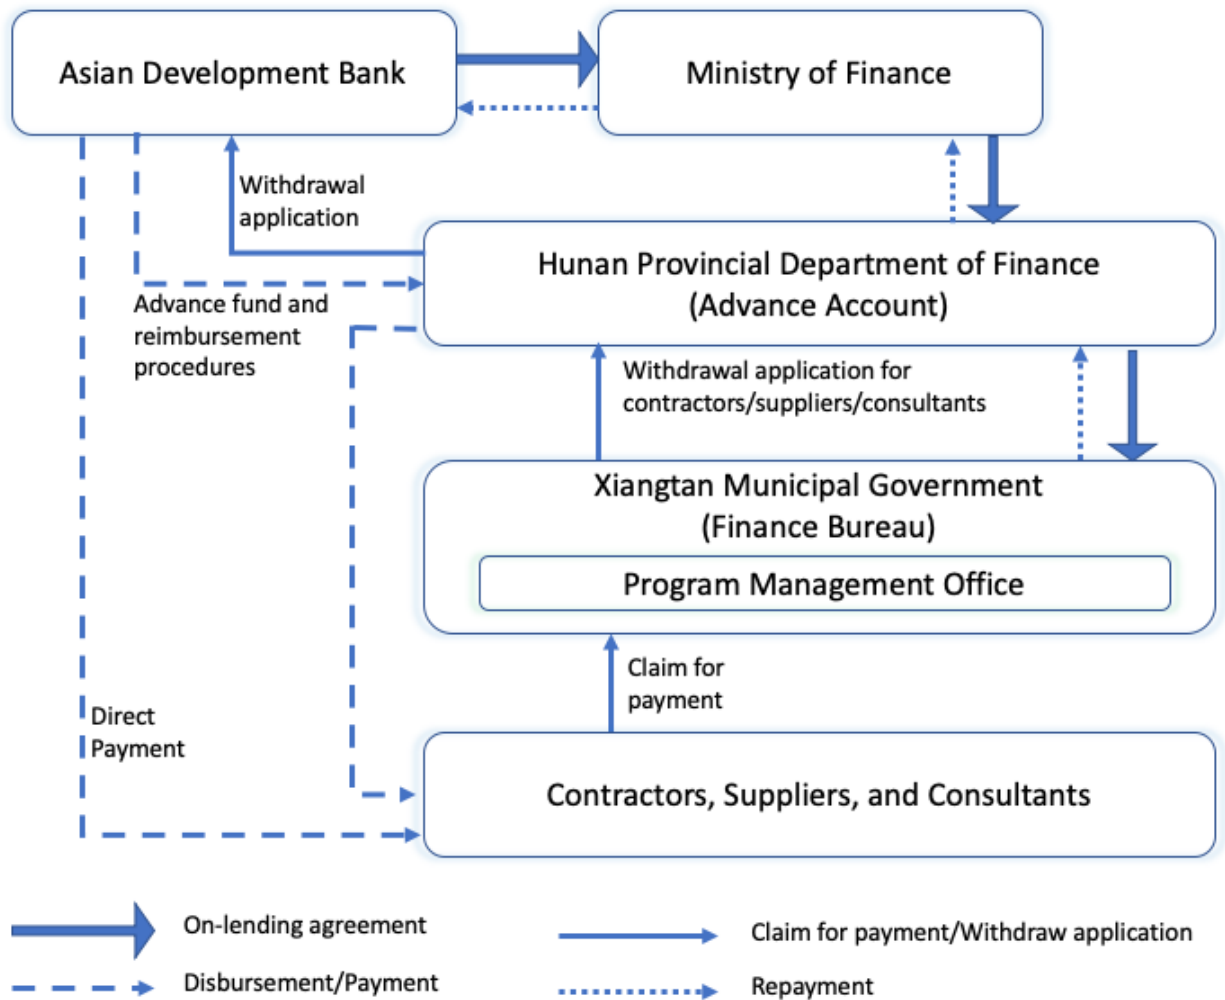 Asian Development Bank
Ministry of Finance
Withdrawal
application
Hunan Provincial Department of Finance
(Advance Account)
Advance fund and
reimbursement
procedures
Withdrawal application for
contractors/suppliers/consultants
Xiangtan Municipal Government
(Finance Bureau)
Program Management Office
Claim for
payment
Direct
Payment
Contractors, Suppliers, and Consultants
On-lending agreement
Claim for payment/Withdraw application
Disbursement/Payment
Repayment